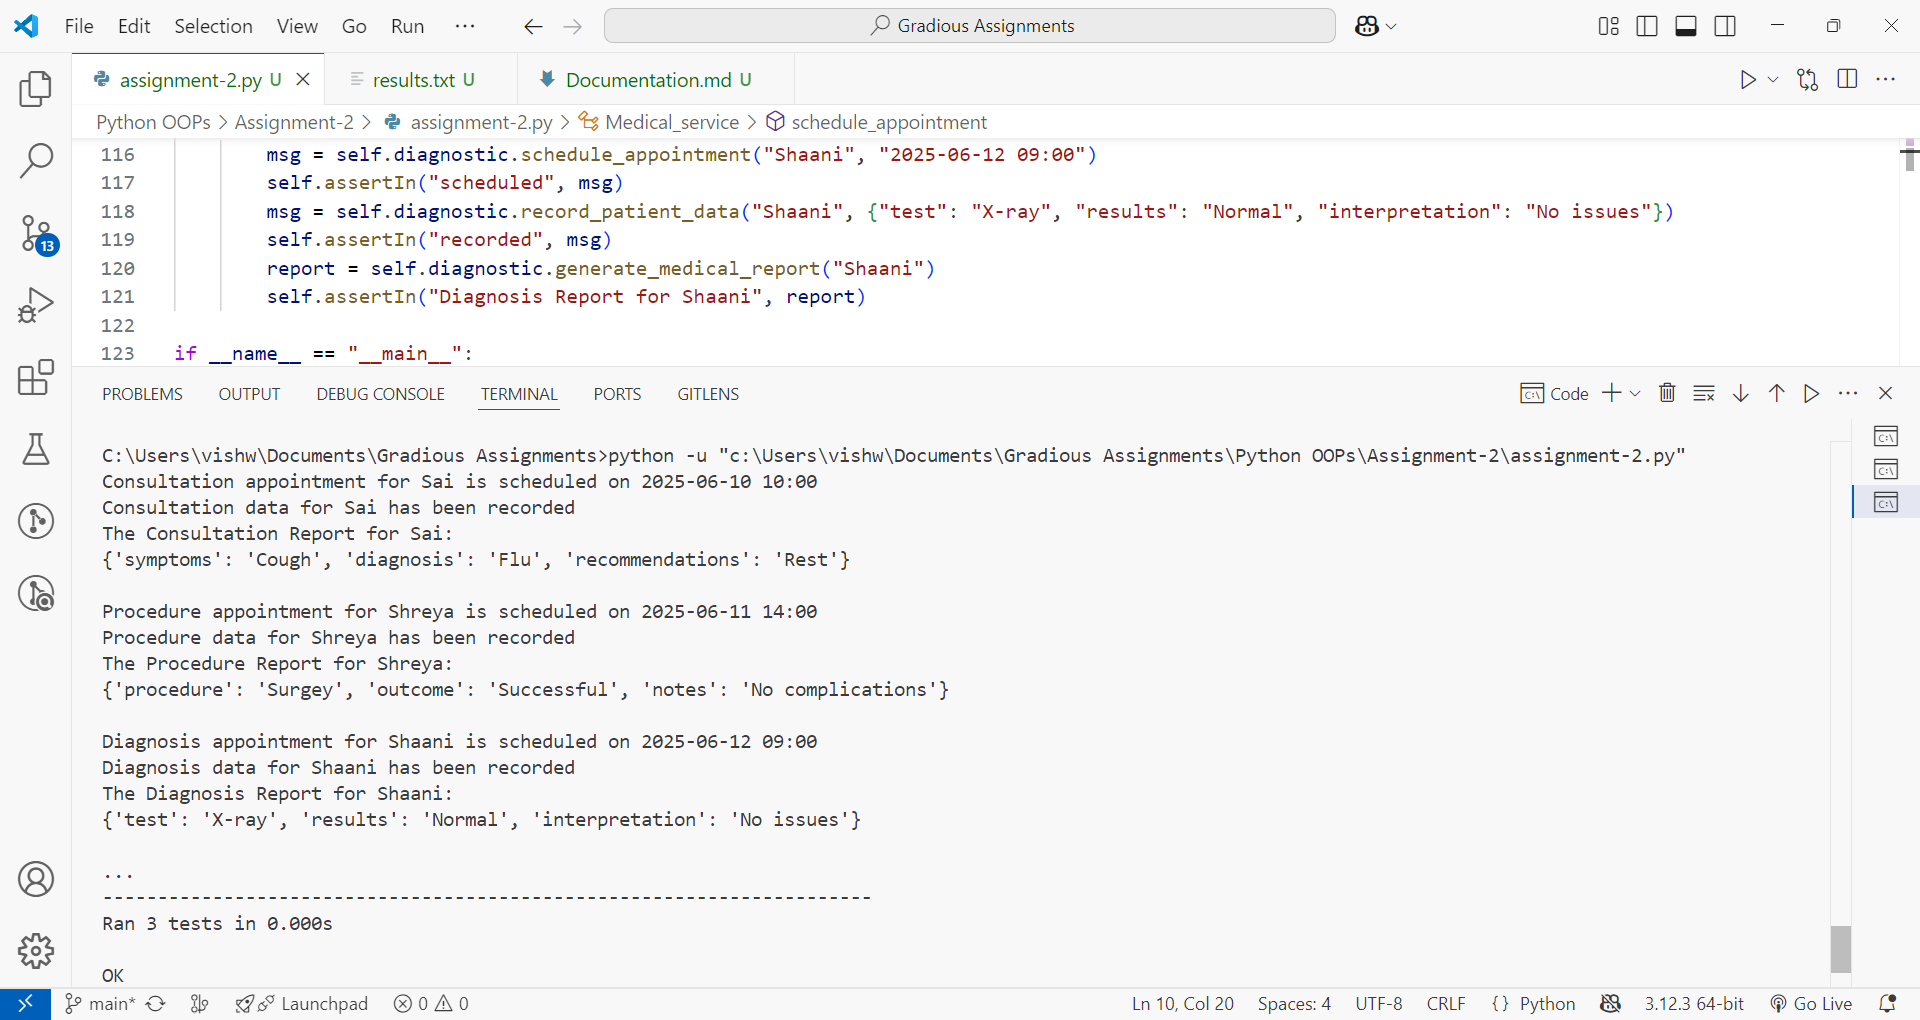 File Edit Selection View Go Run ··· Gradious Assignments
assignment-2.py U results.txt U Documentation.md U
Python OOPs > Assignment-2 > assignment-2.py > Medical_service > schedule_appointment
116 msg = self.diagnostic.schedule_appointment("Shaani", "2025-06-12 09:00")
117 self.assertIn("scheduled", msg)
118 msg = self.diagnostic.record_patient_data("Shaani", {"test": "X-ray", "results": "Normal", "interpretation": "No issues"})
119 self.assertIn("recorded", msg)
120 report = self.diagnostic.generate_medical_report("Shaani")
121 self.assertIn("Diagnosis Report for Shaani", report)
122
123 if __name__ == "__main__":
13
PROBLEMS OUTPUT DEBUG CONSOLE TERMINAL PORTS GITLENS Code
C:\Users\vishw\Documents\Gradious Assignments>python -u "c:\Users\vishw\Documents\Gradious Assignments\Python OOPs\Assignment-2\assignment-2.py"
Consultation appointment for Sai is scheduled on 2025-06-10 10:00
Consultation data for Sai has been recorded
The Consultation Report for Sai:
{'symptoms': 'Cough', 'diagnosis': 'Flu', 'recommendations': 'Rest'}
Procedure appointment for Shreya is scheduled on 2025-06-11 14:00
Procedure data for Shreya has been recorded
The Procedure Report for Shreya:
{'procedure': 'Surgey', 'outcome': 'Successful', 'notes': 'No complications'}
Diagnosis appointment for Shaani is scheduled on 2025-06-12 09:00
Diagnosis data for Shaani has been recorded
The Diagnosis Report for Shaani:
{'test': 'X-ray', 'results': 'Normal', 'interpretation': 'No issues'}
...
----------------------------------------------------------------------
Ran 3 tests in 0.000s
OK
main* Launchpad 0 0 Ln 10, Col 20 Spaces: 4 UTF-8 CRLF {} Python 3.12.3 64-bit Go Live